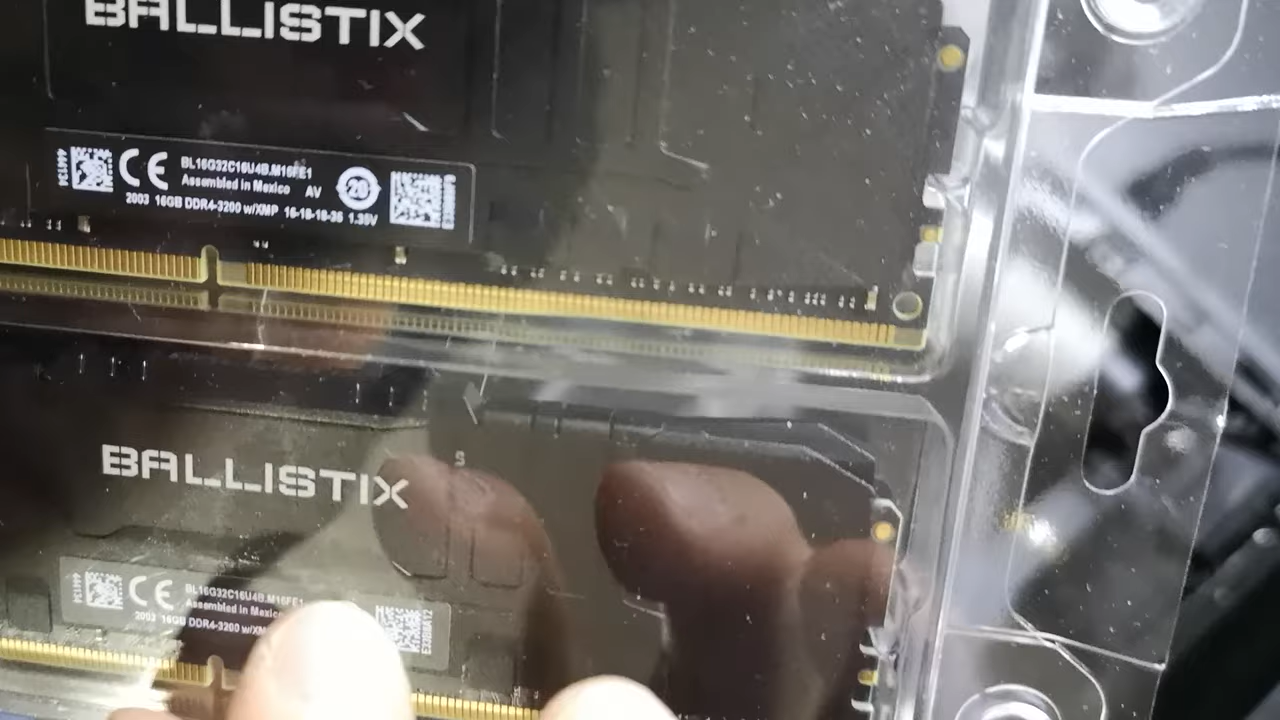 BALLISTIX
BL16G32C16U4B.M16FE1
Assembled in Mexico AV
20
2003 16GB DDR4-3200 w/XMP 16-18-18-36 1.35V
BALLISTIX
S
BL16G32C16U4B.M16FE1
Assembled in Mexico
2003 16GB DDR4-3200 w/XM